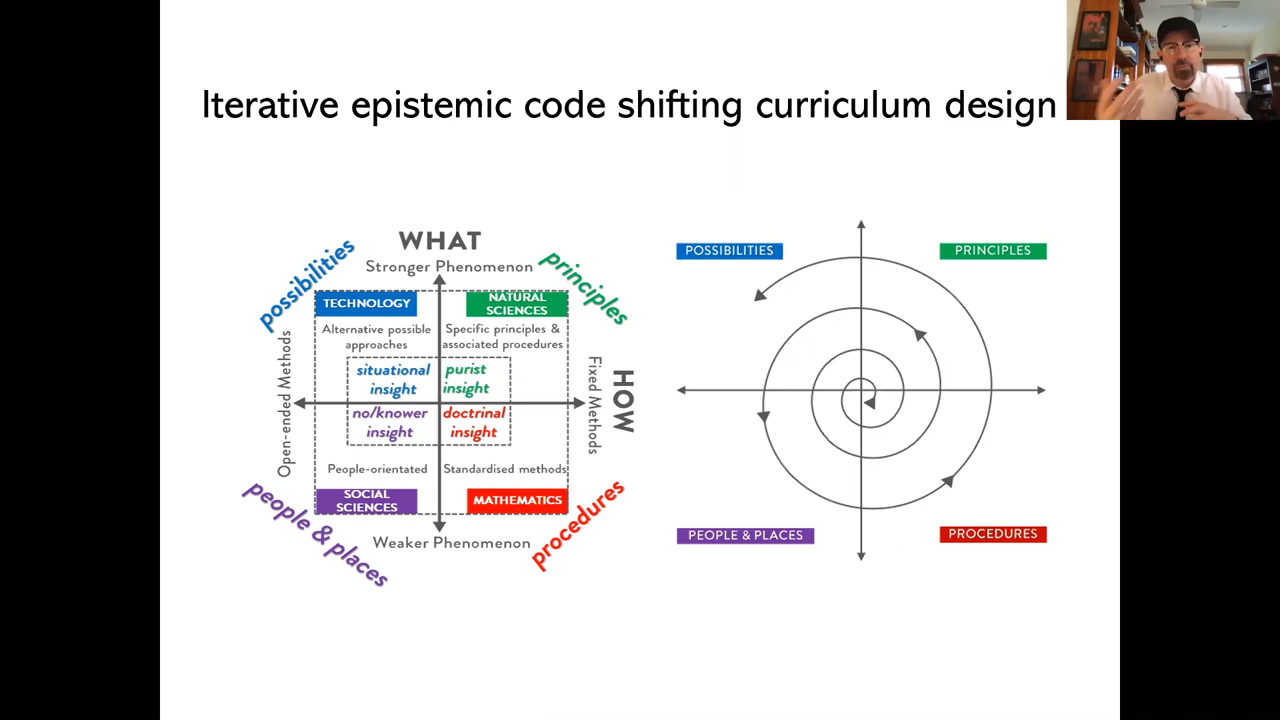 Iterative epistemic code shifting curriculum design
WHAT
Stronger Phenomenon
possibilities
principles
TECHNOLOGY
NATURAL
SCIENCES
Alternative possible
approaches
Specific principles &
associated procedures
situational
insight
purist
insight
Open-ended Methods
Fixed Methods
HOW
no/knower
insight
doctrinal
insight
People-orientated
Standardised methods
SOCIAL
SCIENCES
MATHEMATICS
people & places
procedures
Weaker Phenomenon
POSSIBILITIES
PRINCIPLES
PEOPLE & PLACES
PROCEDURES